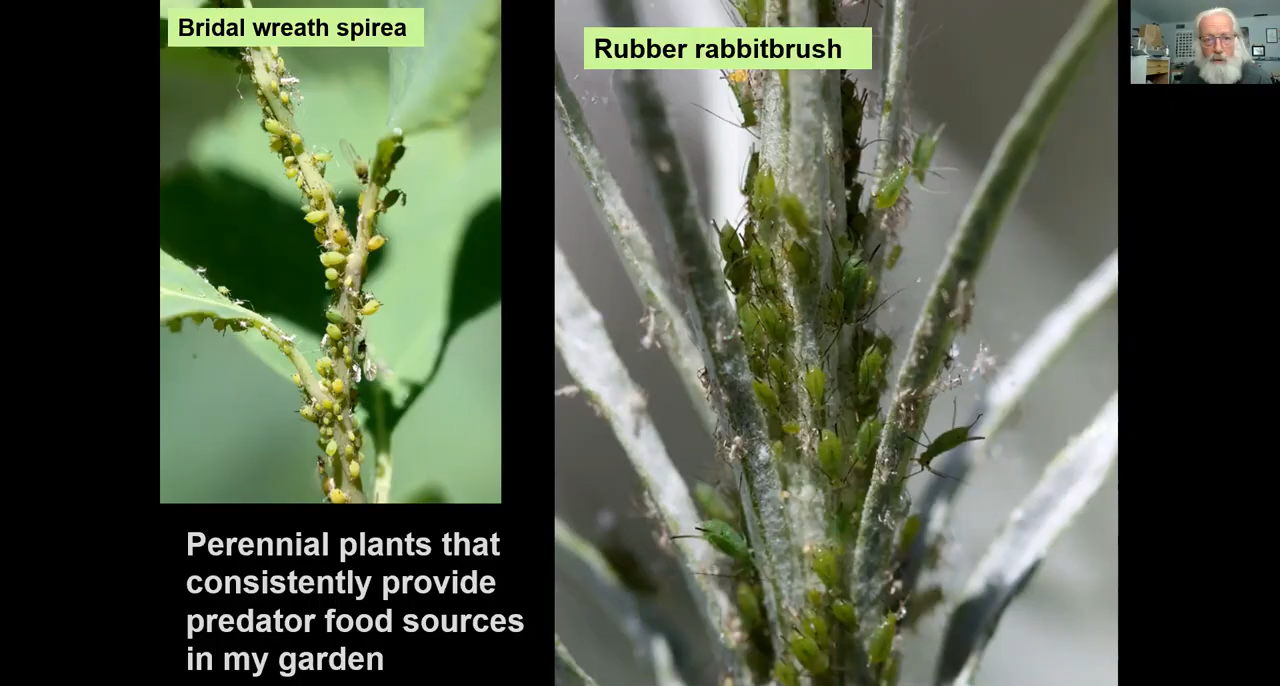 Bridal wreath spirea
Rubber rabbitbrush
Perennial plants that
consistently provide
predator food sources
in my garden